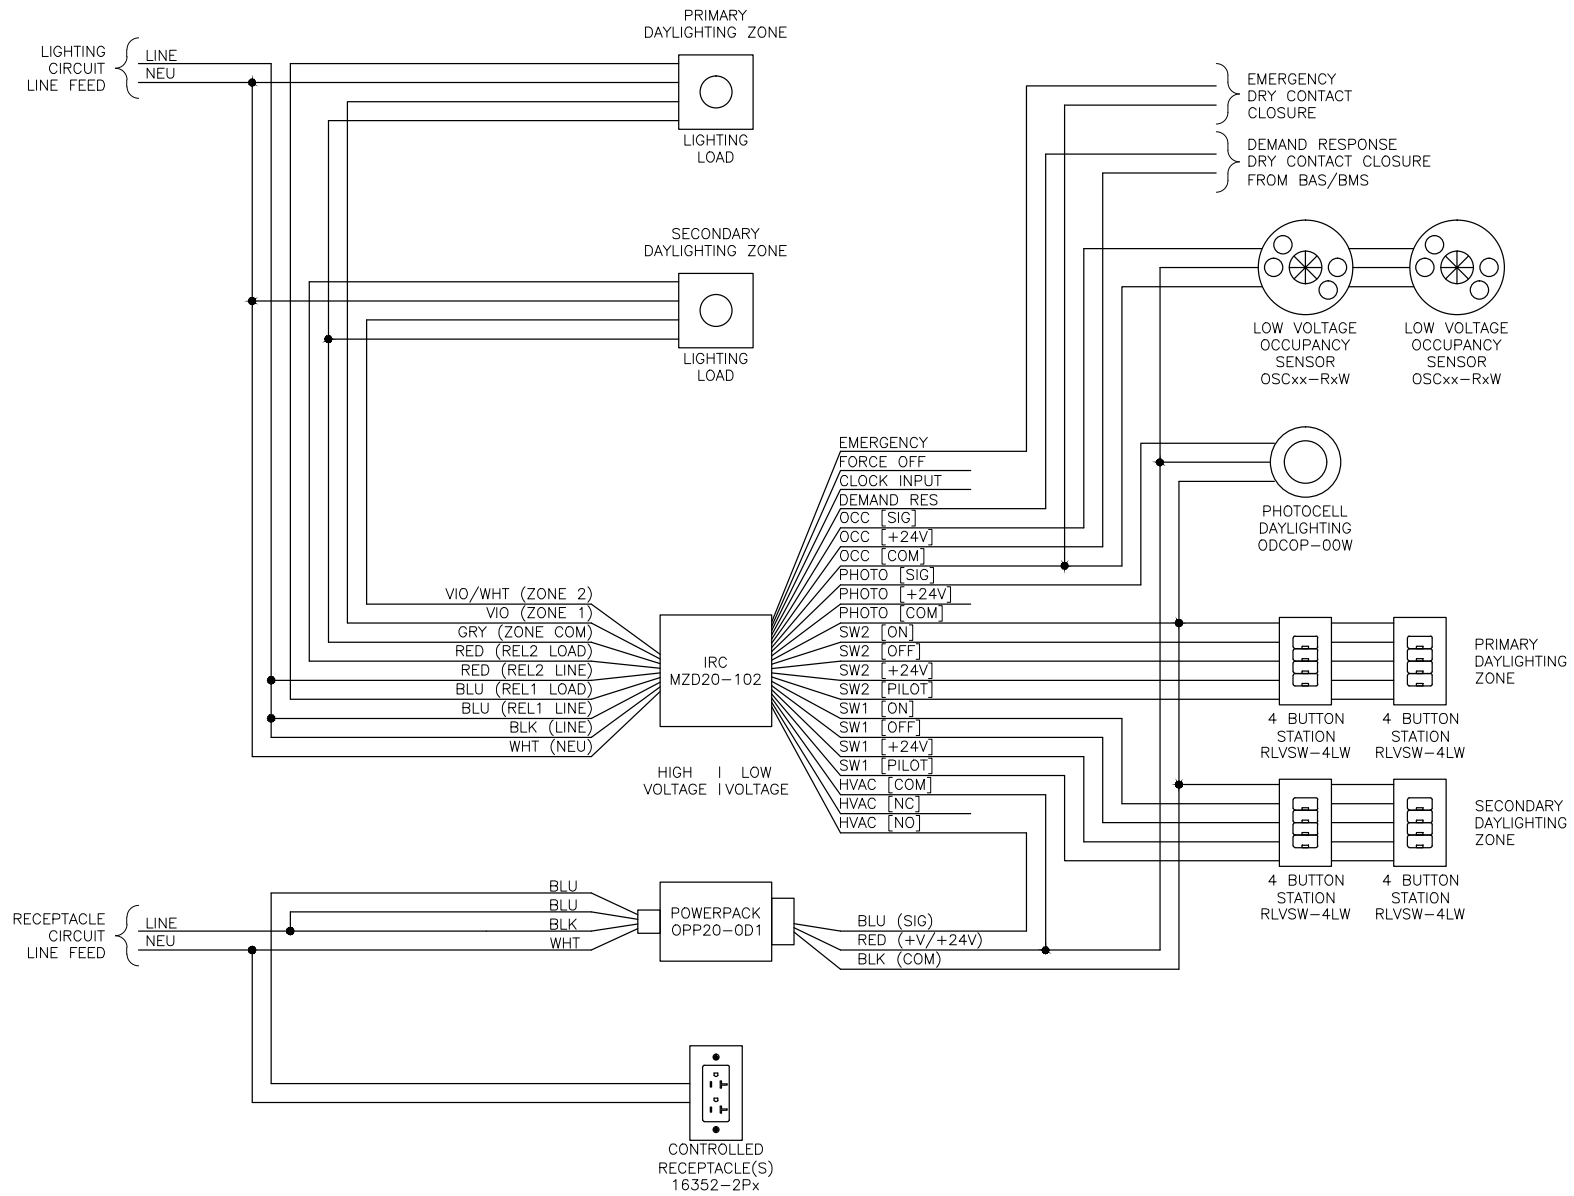 PRIMARY
DAYLIGHTING ZONE
LIGHTING
CIRCUIT
LINE FEED
LINE
NEU
LIGHTING
LOAD
EMERGENCY
DRY CONTACT
CLOSURE
DEMAND RESPONSE
DRY CONTACT CLOSURE
FROM BAS/BMS
SECONDARY
DAYLIGHTING ZONE
LIGHTING
LOAD
LOW VOLTAGE
OCCUPANCY
SENSOR
OSCxx-RxW
LOW VOLTAGE
OCCUPANCY
SENSOR
OSCxx-RxW
PHOTOCELL
DAYLIGHTING
ODCOP-00W
EMERGENCY
FORCE OFF
CLOCK INPUT
DEMAND RES
OCC [SIG]
OCC [+24V]
OCC [COM]
PHOTO [SIG]
PHOTO [+24V]
PHOTO [COM]
SW2 [ON]
SW2 [OFF]
SW2 [+24V]
SW2 [PILOT]
SW1 [ON]
SW1 [OFF]
SW1 [+24V]
SW1 [PILOT]
HVAC [COM]
HVAC [NC]
HVAC [NO]
VIO/WHT (ZONE 2)
VIO (ZONE 1)
GRY (ZONE COM)
RED (REL2 LOAD)
RED (REL2 LINE)
BLU (REL1 LOAD)
BLU (REL1 LINE)
BLK (LINE)
WHT (NEU)
IRC
MZD20-102
HIGH | LOW
VOLTAGE | VOLTAGE
PRIMARY
DAYLIGHTING
ZONE
4 BUTTON
STATION
RLVSW-4LW
4 BUTTON
STATION
RLVSW-4LW
SECONDARY
DAYLIGHTING
ZONE
4 BUTTON
STATION
RLVSW-4LW
4 BUTTON
STATION
RLVSW-4LW
RECEPTACLE
CIRCUIT
LINE FEED
LINE
NEU
BLU
BLU
BLK
WHT
POWERPACK
OPP20-0D1
BLU (SIG)
RED (+V/+24V)
BLK (COM)
CONTROLLED
RECEPTACLE(S)
16352-2Px